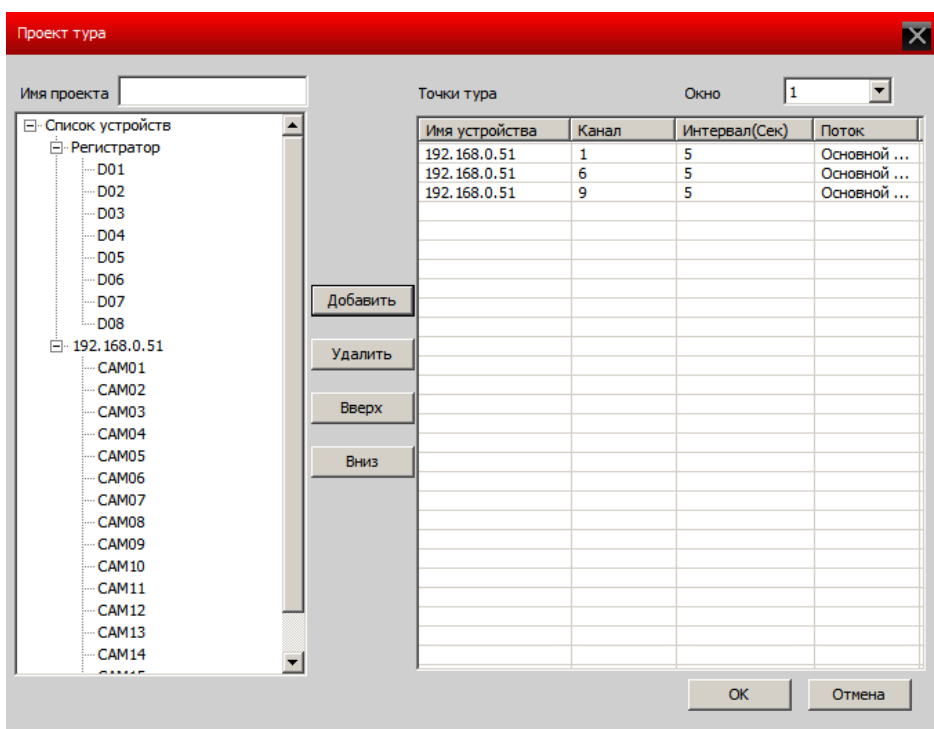 Проект тура
Имя проекта
Точки тура
Окно
1
Список устройств
Регистратор
D01
D02
D03
D04
D05
D06
D07
D08
192.168.0.51
CAM01
CAM02
CAM03
CAM04
CAM05
CAM06
CAM07
CAM08
CAM09
CAM10
CAM11
CAM12
CAM13
CAM14
Добавить
Удалить
Вверх
Вниз
Имя устройства Канал Интервал(Сек) Поток
192.168.0.51 1 5 Основной ...
192.168.0.51 6 5 Основной ...
192.168.0.51 9 5 Основной ...
OK
Отмена